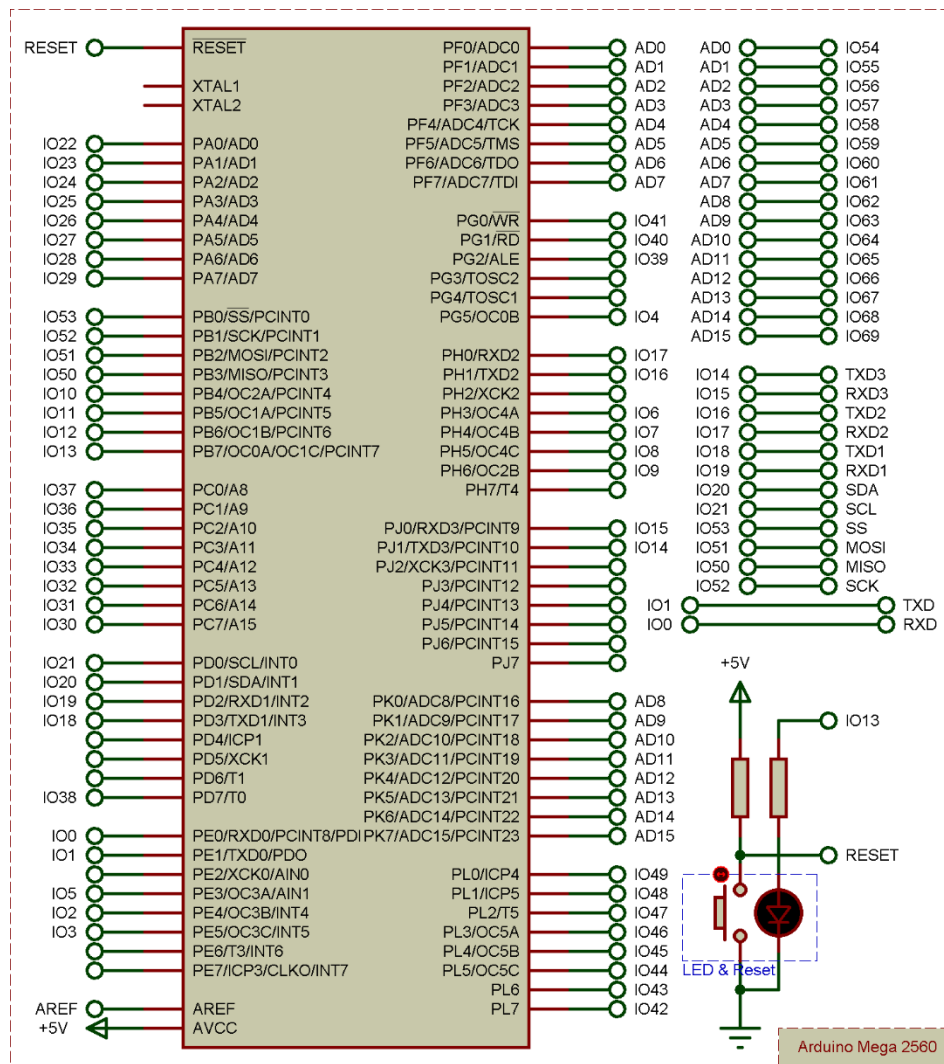 RESET RESET PF0/ADC0 AD0 AD0 IO54
PF1/ADC1 AD1 AD1 IO55
XTAL1 PF2/ADC2 AD2 AD2 IO56
XTAL2 PF3/ADC3 AD3 AD3 IO57
PF4/ADC4/TCK AD4 AD4 IO58
IO22 PA0/AD0 PF5/ADC5/TMS AD5 AD5 IO59
IO23 PA1/AD1 PF6/ADC6/TDO AD6 AD6 IO60
IO24 PA2/AD2 PF7/ADC7/TDI AD7 AD7 IO61
IO25 PA3/AD3 AD8 IO62
IO26 PA4/AD4 PG0/WR IO41 AD9 IO63
IO27 PA5/AD5 PG1/RD IO40 AD10 IO64
IO28 PA6/AD6 PG2/ALE IO39 AD11 IO65
IO29 PA7/AD7 PG3/TOSC2 AD12 IO66
PG4/TOSC1 AD13 IO67
IO53 PB0/SS/PCINT0 PG5/OC0B IO4 AD14 IO68
IO52 PB1/SCK/PCINT1 AD15 IO69
IO51 PB2/MOSI/PCINT2 PH0/RXD2 IO17
IO50 PB3/MISO/PCINT3 PH1/TXD2 IO16 IO14 TXD3
IO10 PB4/OC2A/PCINT4 PH2/XCK2 IO15 RXD3
IO11 PB5/OC1A/PCINT5 PH3/OC4A IO6 IO16 TXD2
IO12 PB6/OC1B/PCINT6 PH4/OC4B IO7 IO17 RXD2
IO13 PB7/OC0A/OC1C/PCINT7 PH5/OC4C IO8 IO18 TXD1
PH6/OC2B IO9 IO19 RXD1
IO37 PC0/A8 PH7/T4 IO20 SDA
IO36 PC1/A9 IO21 SCL
IO35 PC2/A10 PJ0/RXD3/PCINT9 IO15 IO53 SS
IO34 PC3/A11 PJ1/TXD3/PCINT10 IO14 IO51 MOSI
IO33 PC4/A12 PJ2/XCK3/PCINT11 IO50 MISO
IO32 PC5/A13 PJ3/PCINT12 IO52 SCK
IO31 PC6/A14 PJ4/PCINT13 IO1 TXD
IO30 PC7/A15 PJ5/PCINT14 IO0 RXD
PJ6/PCINT15
IO21 PD0/SCL/INT0 PJ7 +5V
IO20 PD1/SDA/INT1
IO19 PD2/RXD1/INT2 PK0/ADC8/PCINT16 AD8
IO18 PD3/TXD1/INT3 PK1/ADC9/PCINT17 AD9 IO13
PD4/ICP1 PK2/ADC10/PCINT18 AD10
PD5/XCK1 PK3/ADC11/PCINT19 AD11
PD6/T1 PK4/ADC12/PCINT20 AD12
IO38 PD7/T0 PK5/ADC13/PCINT21 AD13
PK6/ADC14/PCINT22 AD14
IO0 PE0/RXD0/PCINT8/PDI PK7/ADC15/PCINT23 AD15
IO1 PE1/TXD0/PDO RESET
PE2/XCK0/AIN0 PL0/ICP4 IO49
IO5 PE3/OC3A/AIN1 PL1/ICP5 IO48
IO2 PE4/OC3B/INT4 PL2/T5 IO47
IO3 PE5/OC3C/INT5 PL3/OC5A IO46
PE6/T3/INT6 PL4/OC5B IO45
PE7/ICP3/CLKO/INT7 PL5/OC5C IO44 LED & Reset
PL6 IO43
AREF AREF PL7 IO42
+5V AVCC
Arduino Mega 2560